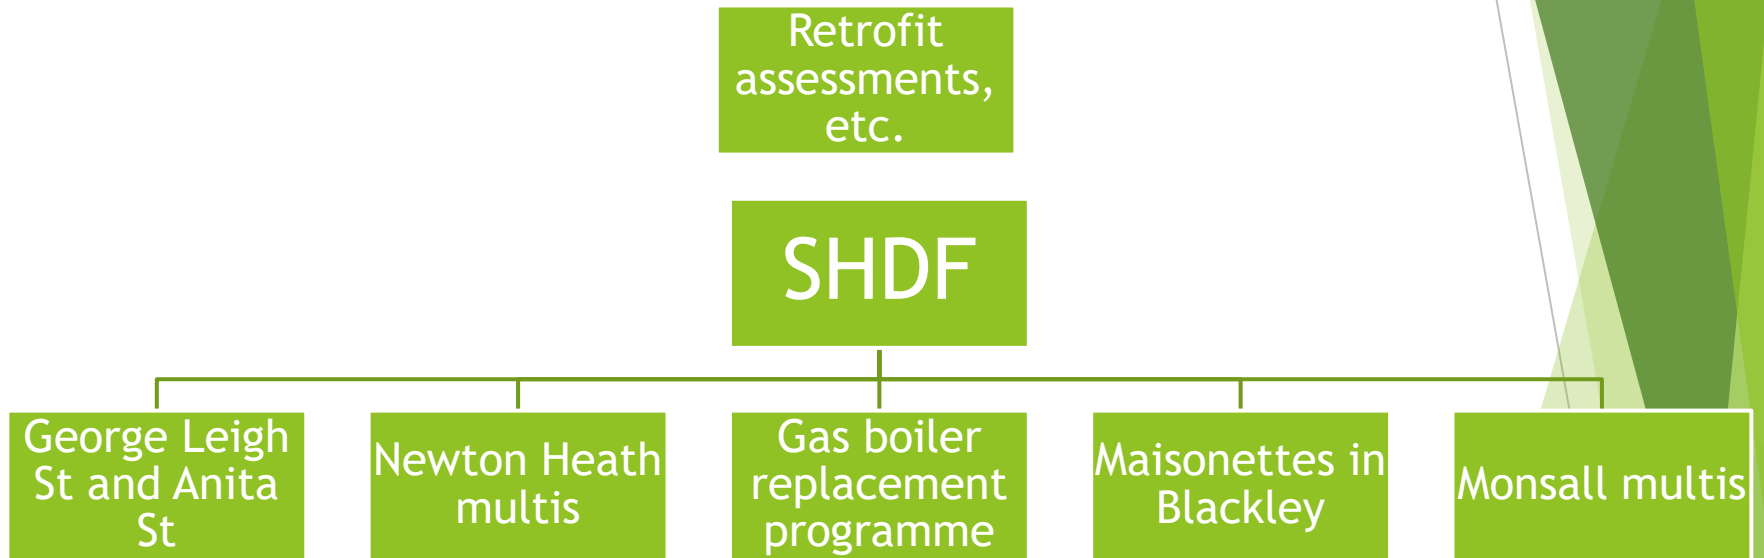 Retrofit
assessments,
etc.
SHDF
George Leigh
St and Anita
St
Newton Heath
multis
Gas boiler
replacement
programme
Maisonettes in
Blackley
Monsall multis